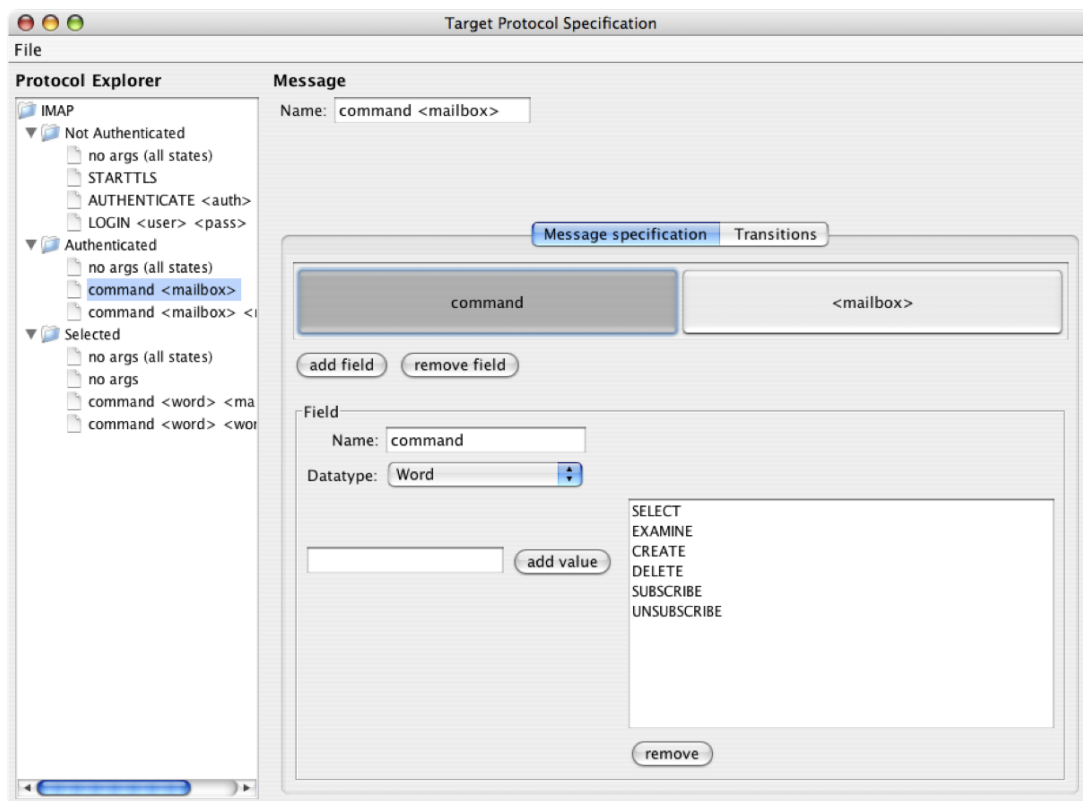 Target Protocol Specification
File
Protocol Explorer
IMAP
Not Authenticated
no args (all states)
STARTTLS
AUTHENTICATE <auth>
LOGIN <user> <pass>
Authenticated
no args (all states)
command <mailbox>
command <mailbox> <
Selected
no args (all states)
no args
command <word> <ma
command <word> <wor
Message
Name: command <mailbox>
Message specification Transitions
command <mailbox>
add field remove field
Field
Name: command
Datatype: Word
add value
SELECT
EXAMINE
CREATE
DELETE
SUBSCRIBE
UNSUBSCRIBE
remove